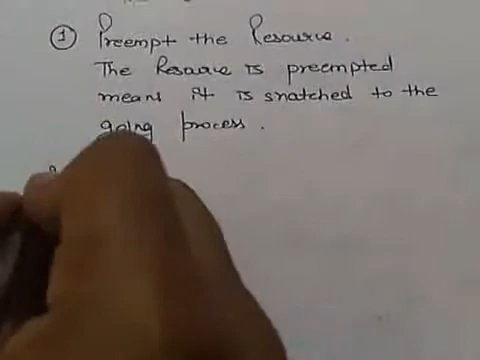 ① Preempt the Resource.
The Resource is preempted
means it is snatched to the
going process.